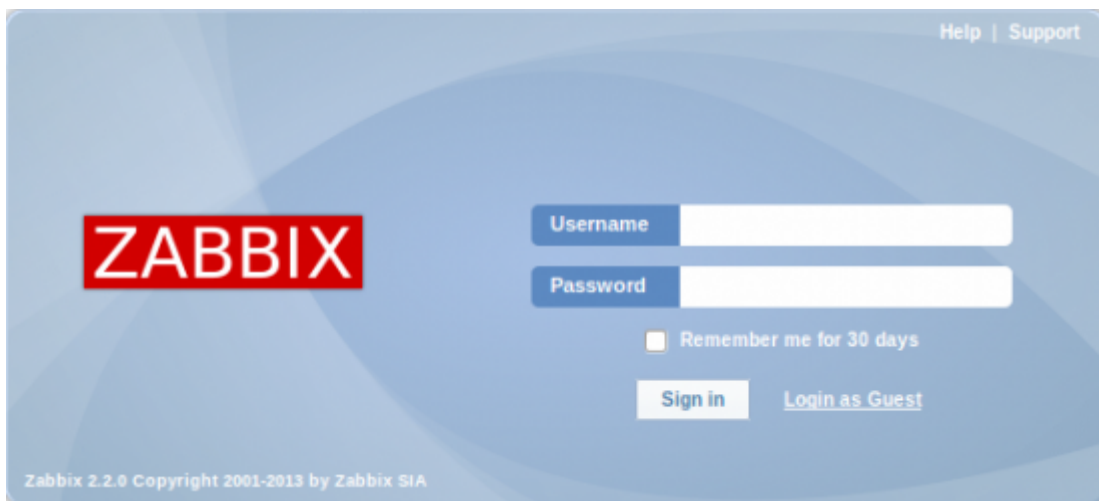 Help | Support
ZABBIX
Username
Password
Remember me for 30 days
Sign in Login as Guest
Zabbix 2.2.0 Copyright 2001-2013 by Zabbix SIA